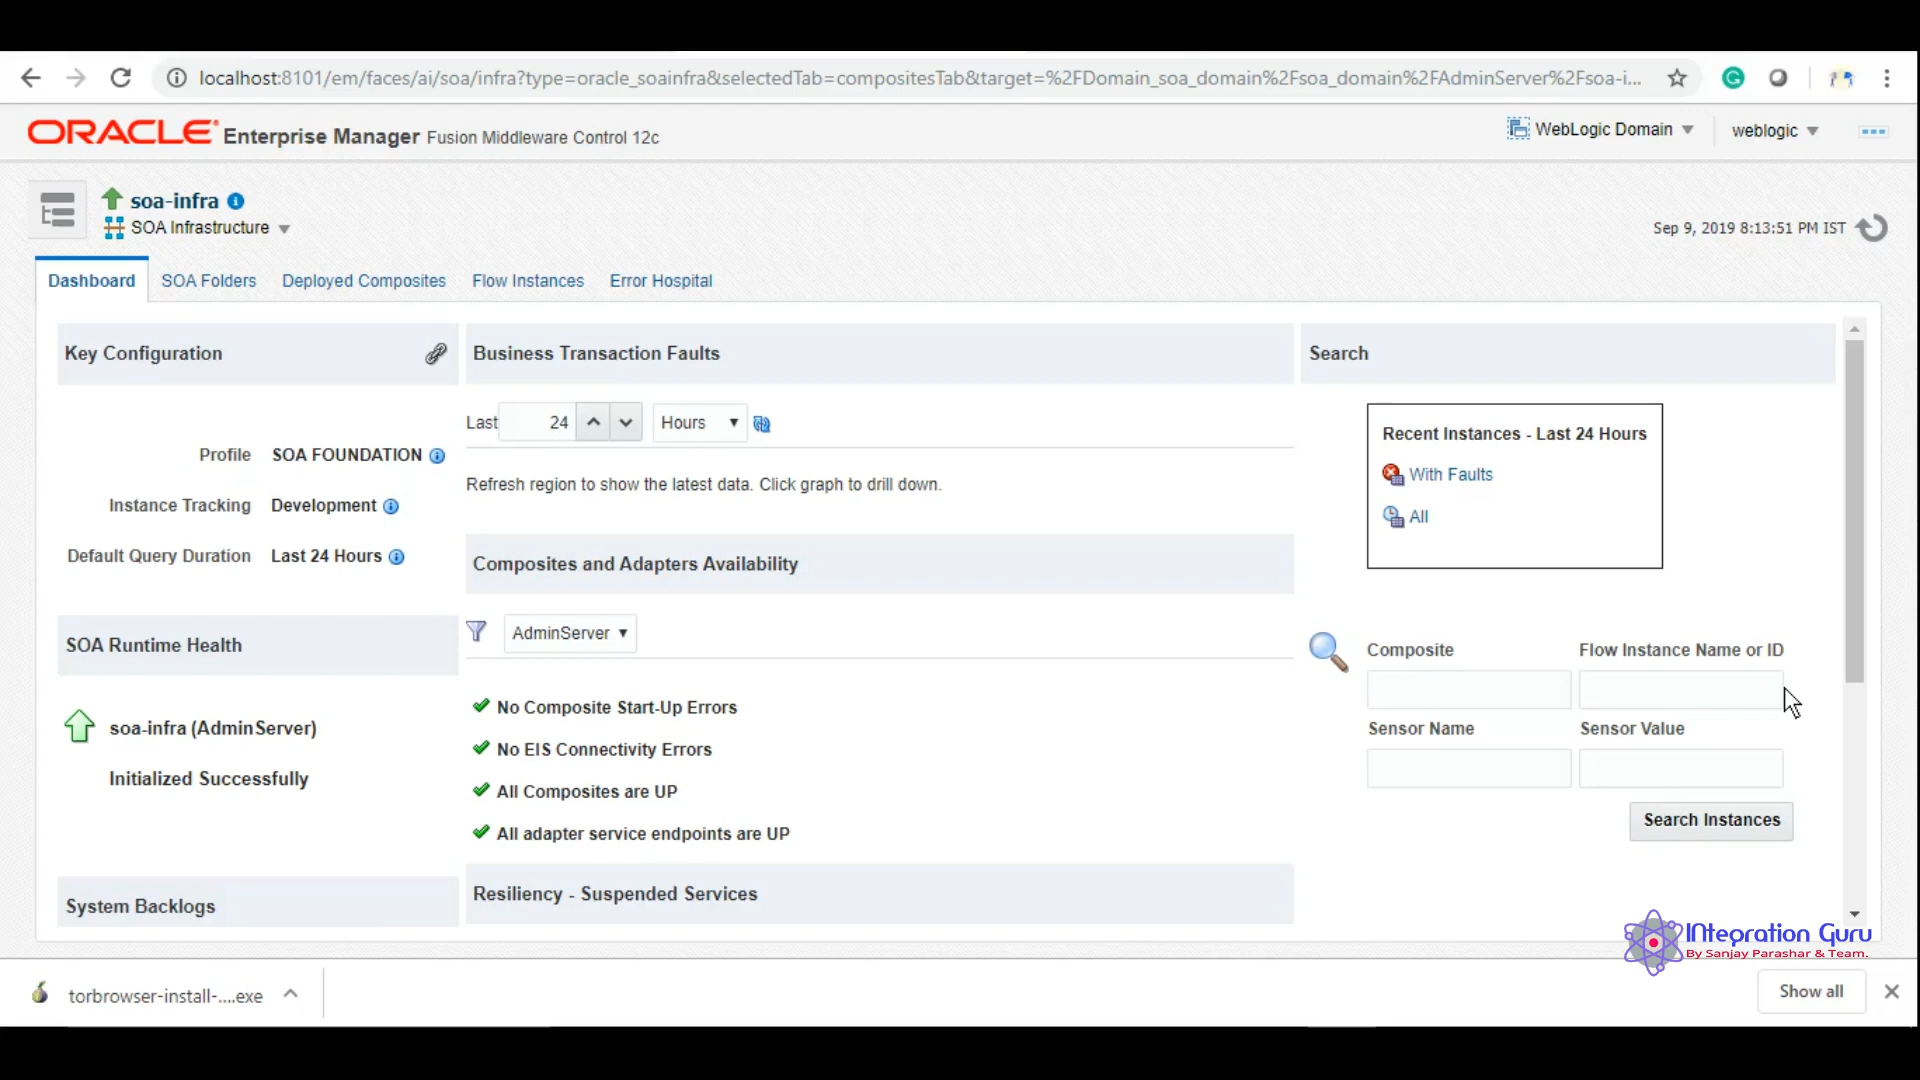 localhost:8101/em/faces/ai/soa/infra?type=oracle_soainfra&selectedTab=compositesTab&target=%2FDomain_soa_domain%2Fsoa_domain%2FAdminServer%2Fsoa-i...
ORACLE Enterprise Manager Fusion Middleware Control 12c
WebLogic Domain
weblogic
soa-infra
SOA Infrastructure
Sep 9, 2019 8:13:51 PM IST
Dashboard SOA Folders Deployed Composites Flow Instances Error Hospital
Key Configuration
Profile SOA FOUNDATION
Instance Tracking Development
Default Query Duration Last 24 Hours
SOA Runtime Health
soa-infra (AdminServer)
Initialized Successfully
System Backlogs
Business Transaction Faults
Last 24 Hours
Refresh region to show the latest data. Click graph to drill down.
Composites and Adapters Availability
AdminServer
No Composite Start-Up Errors
No EIS Connectivity Errors
All Composites are UP
All adapter service endpoints are UP
Resiliency - Suspended Services
Search
Recent Instances - Last 24 Hours
With Faults
All
Composite Flow Instance Name or ID
Sensor Name Sensor Value
Search Instances
INtegration Guru
By Sanjay Parashar & Team.
torbrowser-install-....exe
Show all